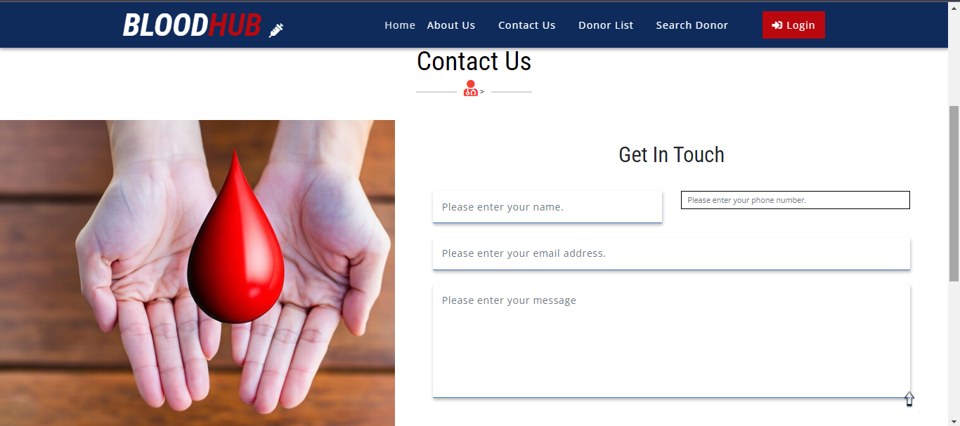 BLOODHUB
Home About Us Contact Us Donor List Search Donor Login
Contact Us
>
Get In Touch
Please enter your name.
Please enter your phone number.
Please enter your email address.
Please enter your message